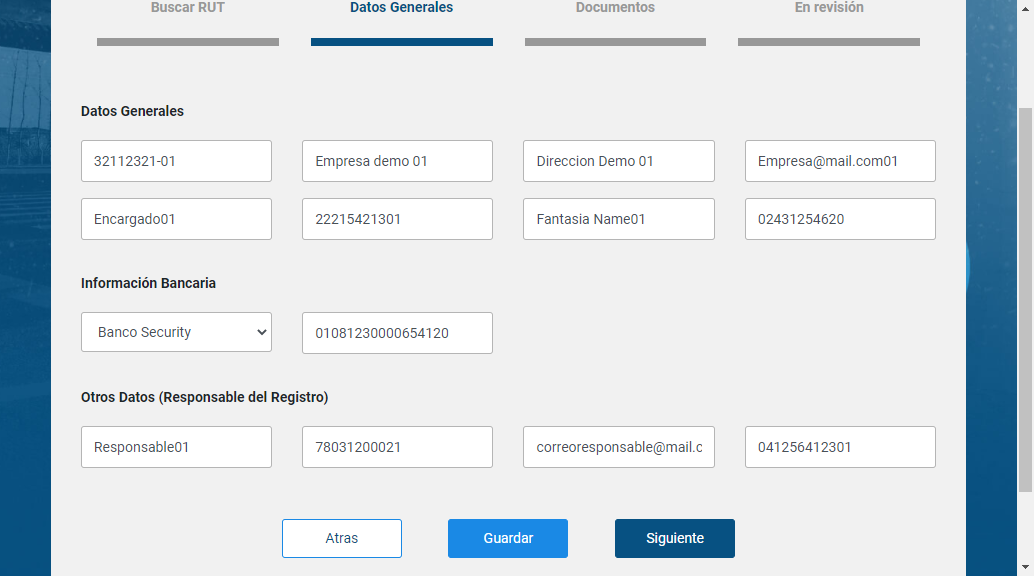 Buscar RUT Datos Generales Documentos En revisión
Datos Generales
32112321-01 Empresa demo 01 Direccion Demo 01 Empresa@mail.com01
Encargado01 22215421301 Fantasia Name01 02431254620
Información Bancaria
Banco Security 01081230000654120
Otros Datos (Responsable del Registro)
Responsable01 78031200021 correoresponsable@mail.c 041256412301
Atras Guardar Siguiente